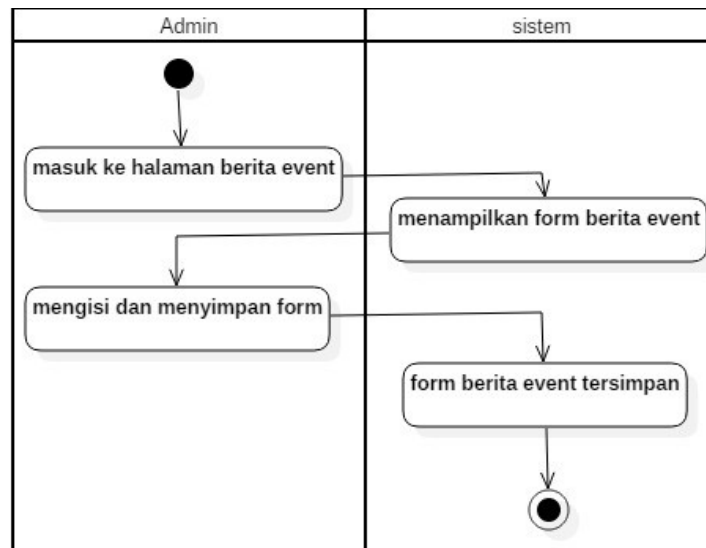 Admin
sistem
masuk ke halaman berita event
menampilkan form berita event
mengisi dan menyimpan form
form berita event tersimpan